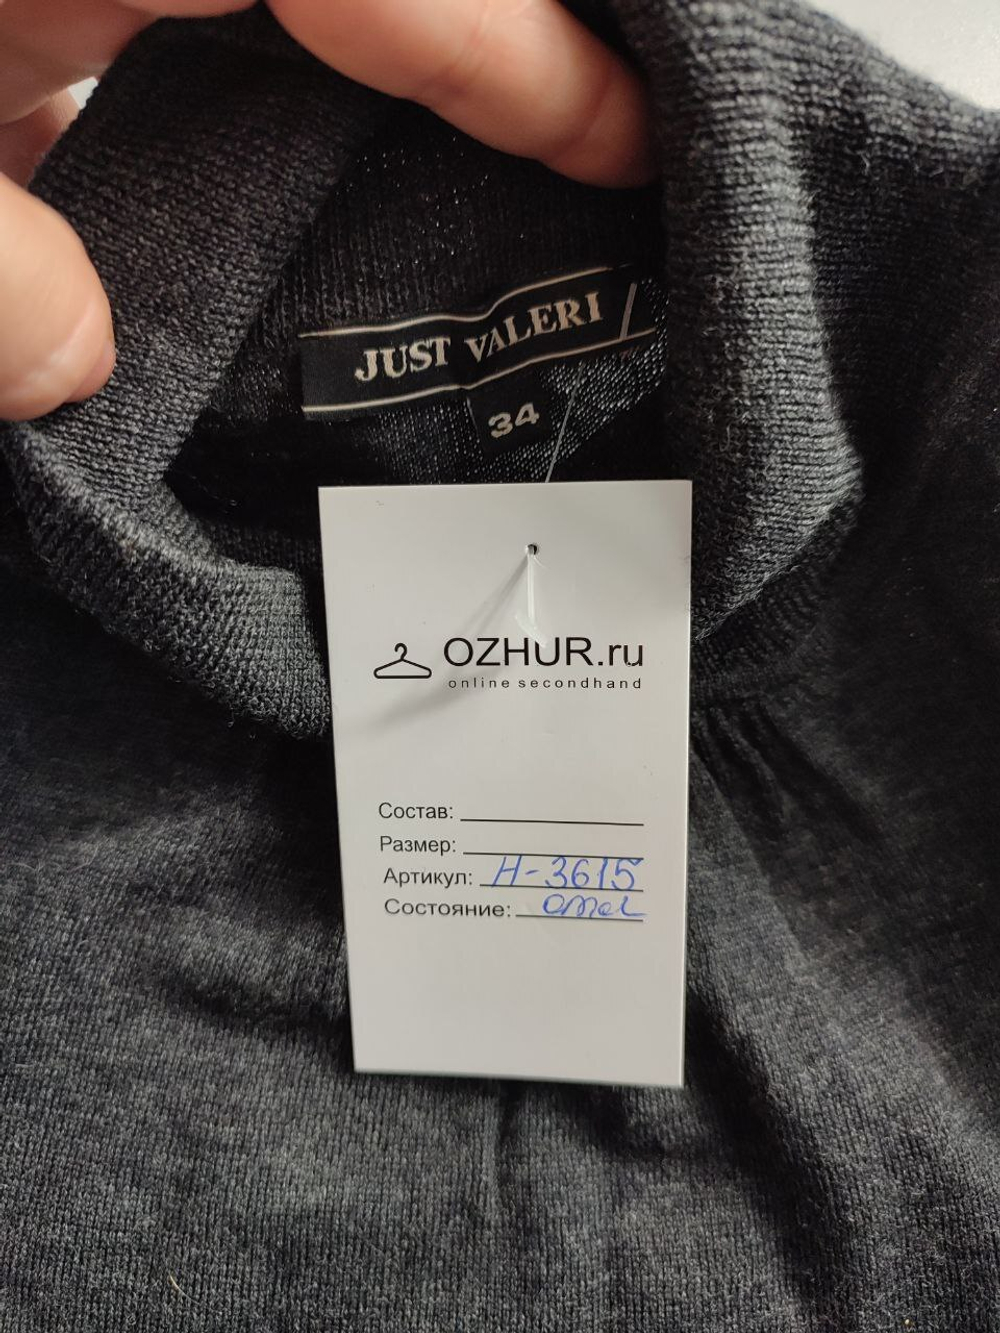 JUST VALERI
34
OZHUR.ru
online secondhand
Состав:
Размер:
Артикул: Н-3615
Состояние: отл